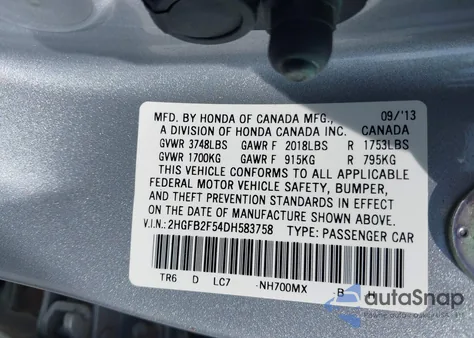 MFD. BY HONDA OF CANADA MFG., 09/'13
A DIVISION OF HONDA CANADA INC. CANADA
GVWR 3748LBS GAWR F 2018LBS R 1753LBS
GVWR 1700KG GAWR F 915KG R 795KG
THIS VEHICLE CONFORMS TO ALL APPLICABLE
FEDERAL MOTOR VEHICLE SAFETY, BUMPER,
AND THEFT PREVENTION STANDARDS IN EFFECT
ON THE DATE OF MANUFACTURE SHOWN ABOVE.
V.I.N.: 2HGFB2F54DH583758 TYPE: PASSENGER CAR
TR6 D LC7 -NH700MX -B H
autoSnap